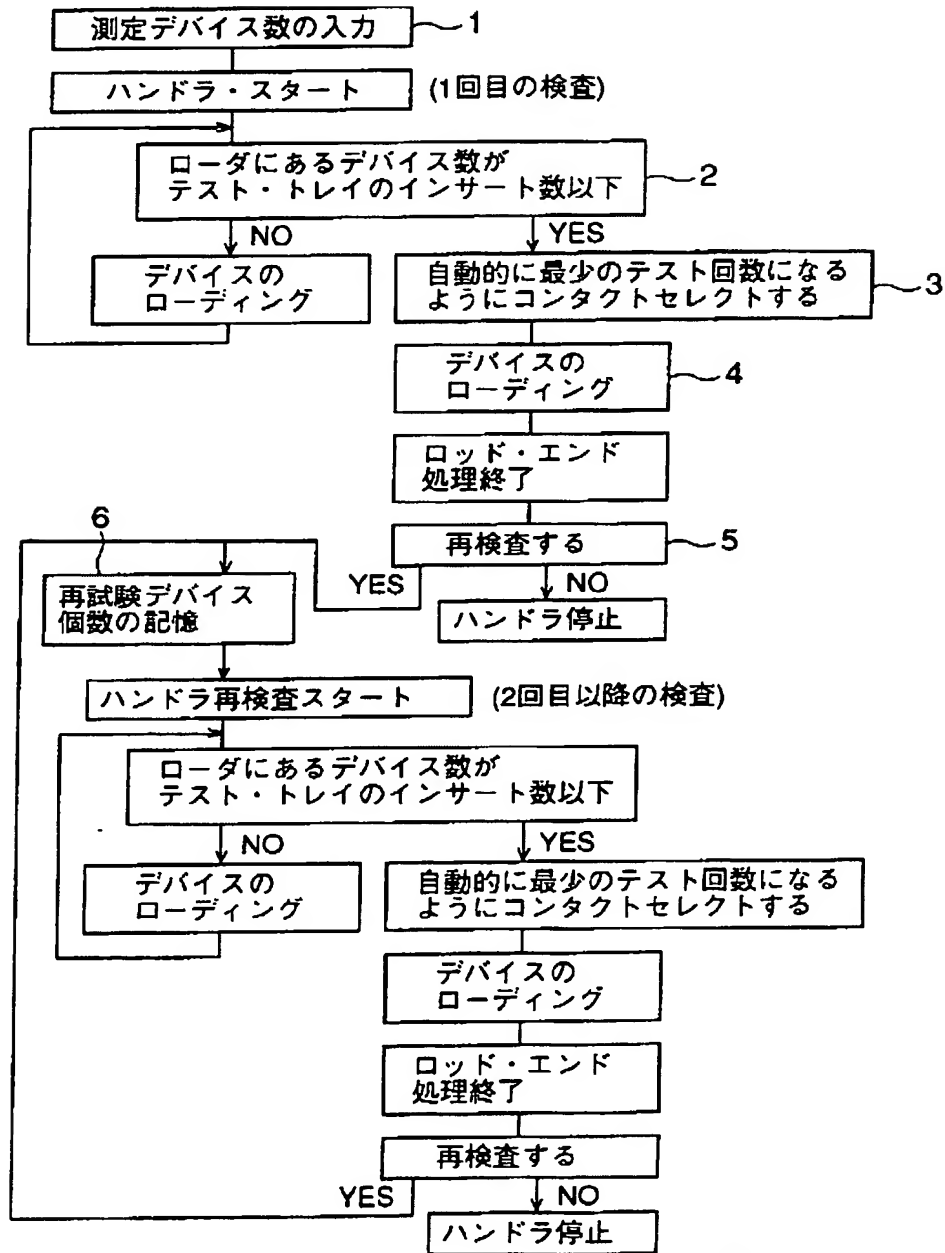 測定デバイス数の入力
1
ハンドラ・スタート
(1回目の検査)
ローダにあるデバイス数が
テスト・トレイのインサート数以下
2
NO
YES
デバイスの
ローディング
自動的に最少のテスト回数になる
ようにコンタクトセレクトする
3
デバイスの
ローディング
4
ロッド・エンド
処理終了
再検査する
5
YES
NO
ハンドラ停止
6
再試験デバイス
個数の記憶
ハンドラ再検査スタート
(2回目以降の検査)
ローダにあるデバイス数が
テスト・トレイのインサート数以下
NO
YES
デバイスの
ローディング
自動的に最少のテスト回数になる
ようにコンタクトセレクトする
デバイスの
ローディング
ロッド・エンド
処理終了
再検査する
YES
NO
ハンドラ停止